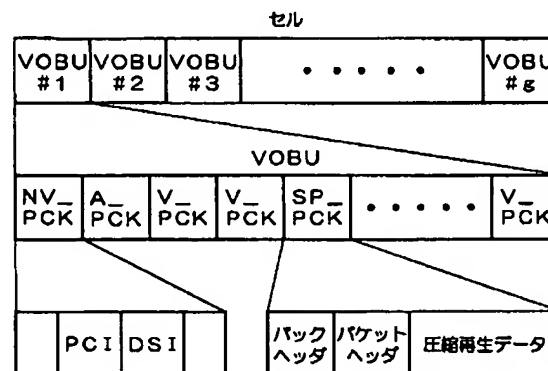 セル
VOBU #1 VOBU #2 VOBU #3 ・・・・・ VOBU #g
VOBU
NV_ PCK A_ PCK V_ PCK V_ PCK SP_ PCK ・・・・・ V_ PCK
PCI DSI パック ヘッダ パケット ヘッダ 圧縮再生データ